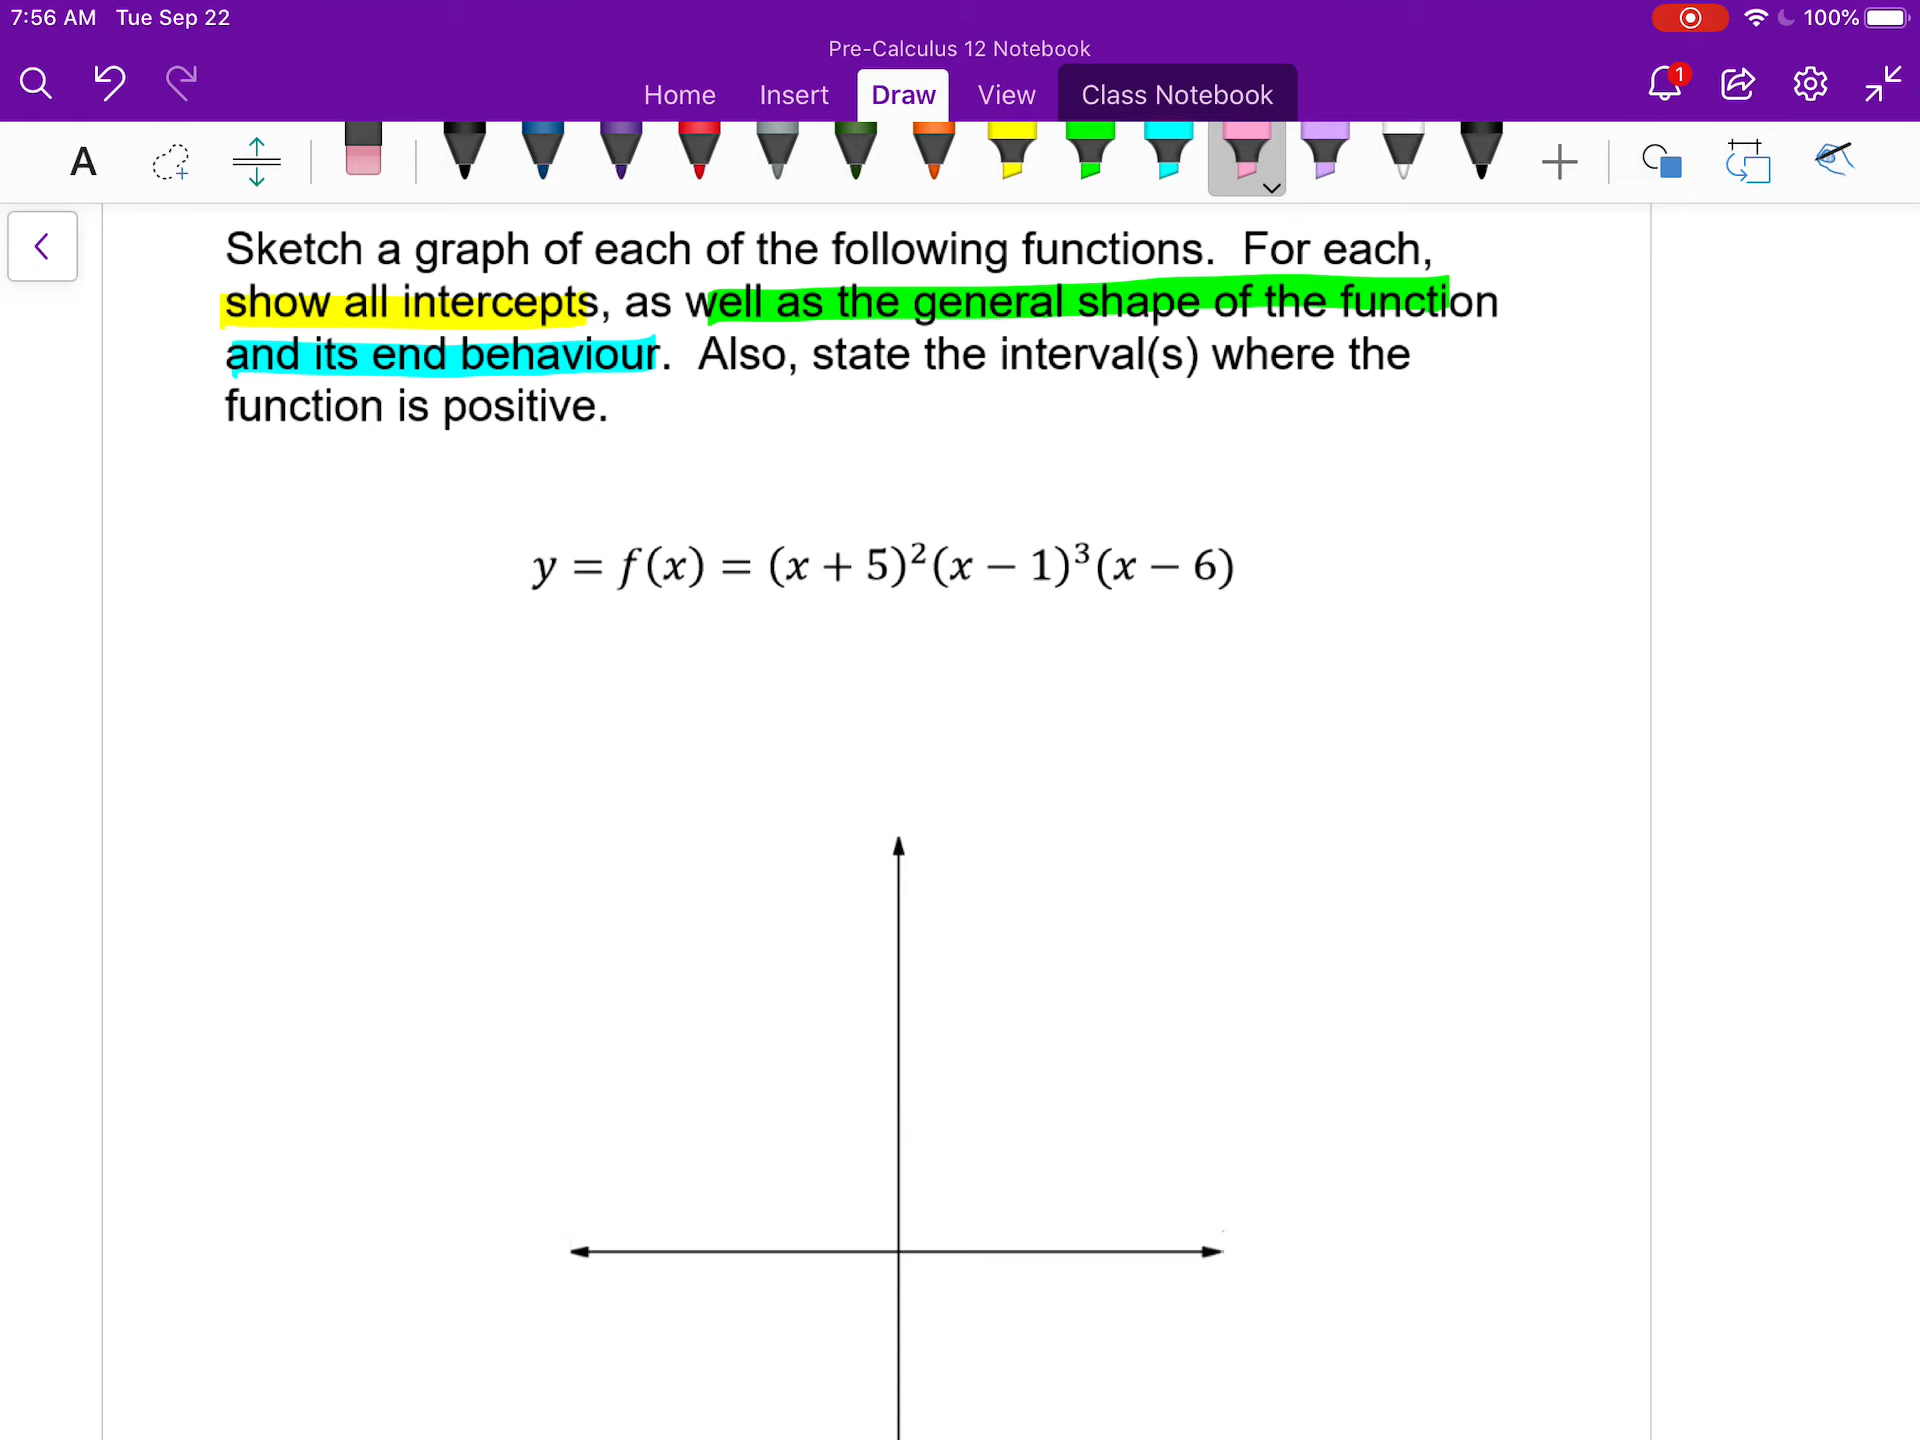 7:56 AM Tue Sep 22
100%
Pre-Calculus 12 Notebook
Home Insert Draw View Class Notebook
1
A
Sketch a graph of each of the following functions. For each,
show all intercepts, as well as the general shape of the function
and its end behaviour. Also, state the interval(s) where the
function is positive.
y = f(x) = (x + 5)²(x − 1)³(x − 6)